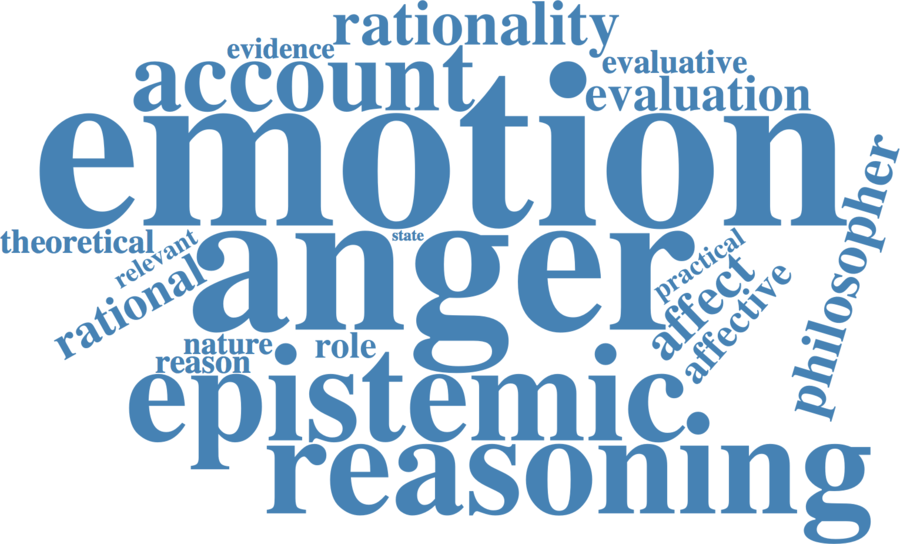 rationality
evidence
evaluative
account
evaluation
emotion
philosopher
theoretical
relevant
state
anger
practical
rational
affect
affective
nature
role
reason
epistemic
reasoning